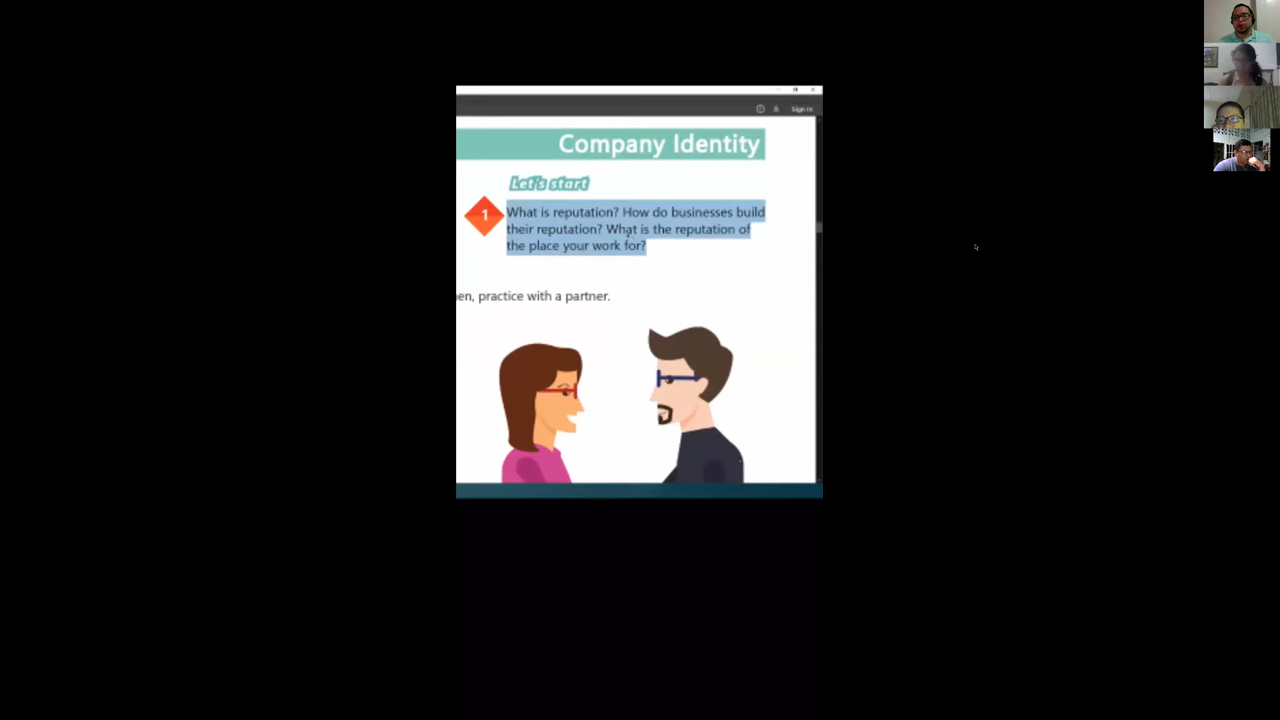 Sign In
Company Identity
Let's start
1
What is reputation? How do businesses build
their reputation? What is the reputation of
the place your work for?
en, practice with a partner.